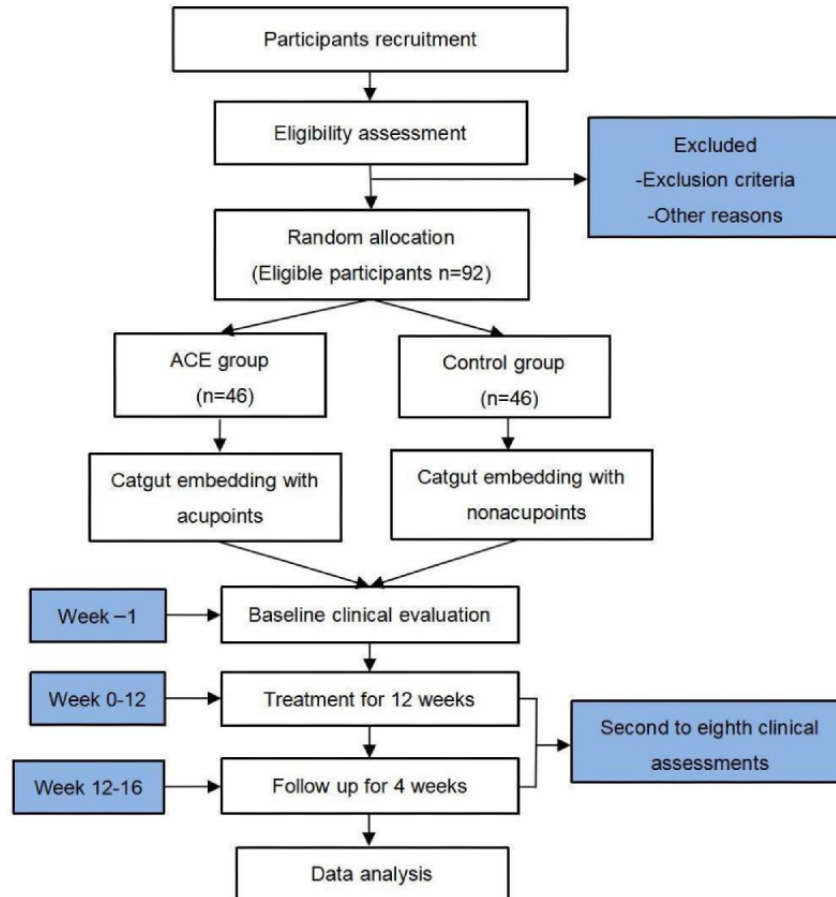 Participants recruitment
Eligibility assessment
Excluded
-Exclusion criteria
-Other reasons
Random allocation
(Eligible participants n=92)
ACE group
(n=46)
Control group
(n=46)
Catgut embedding with
acupoints
Catgut embedding with
nonacupoints
Week –1
Baseline clinical evaluation
Week 0-12
Treatment for 12 weeks
Second to eighth clinical
assessments
Week 12-16
Follow up for 4 weeks
Data analysis